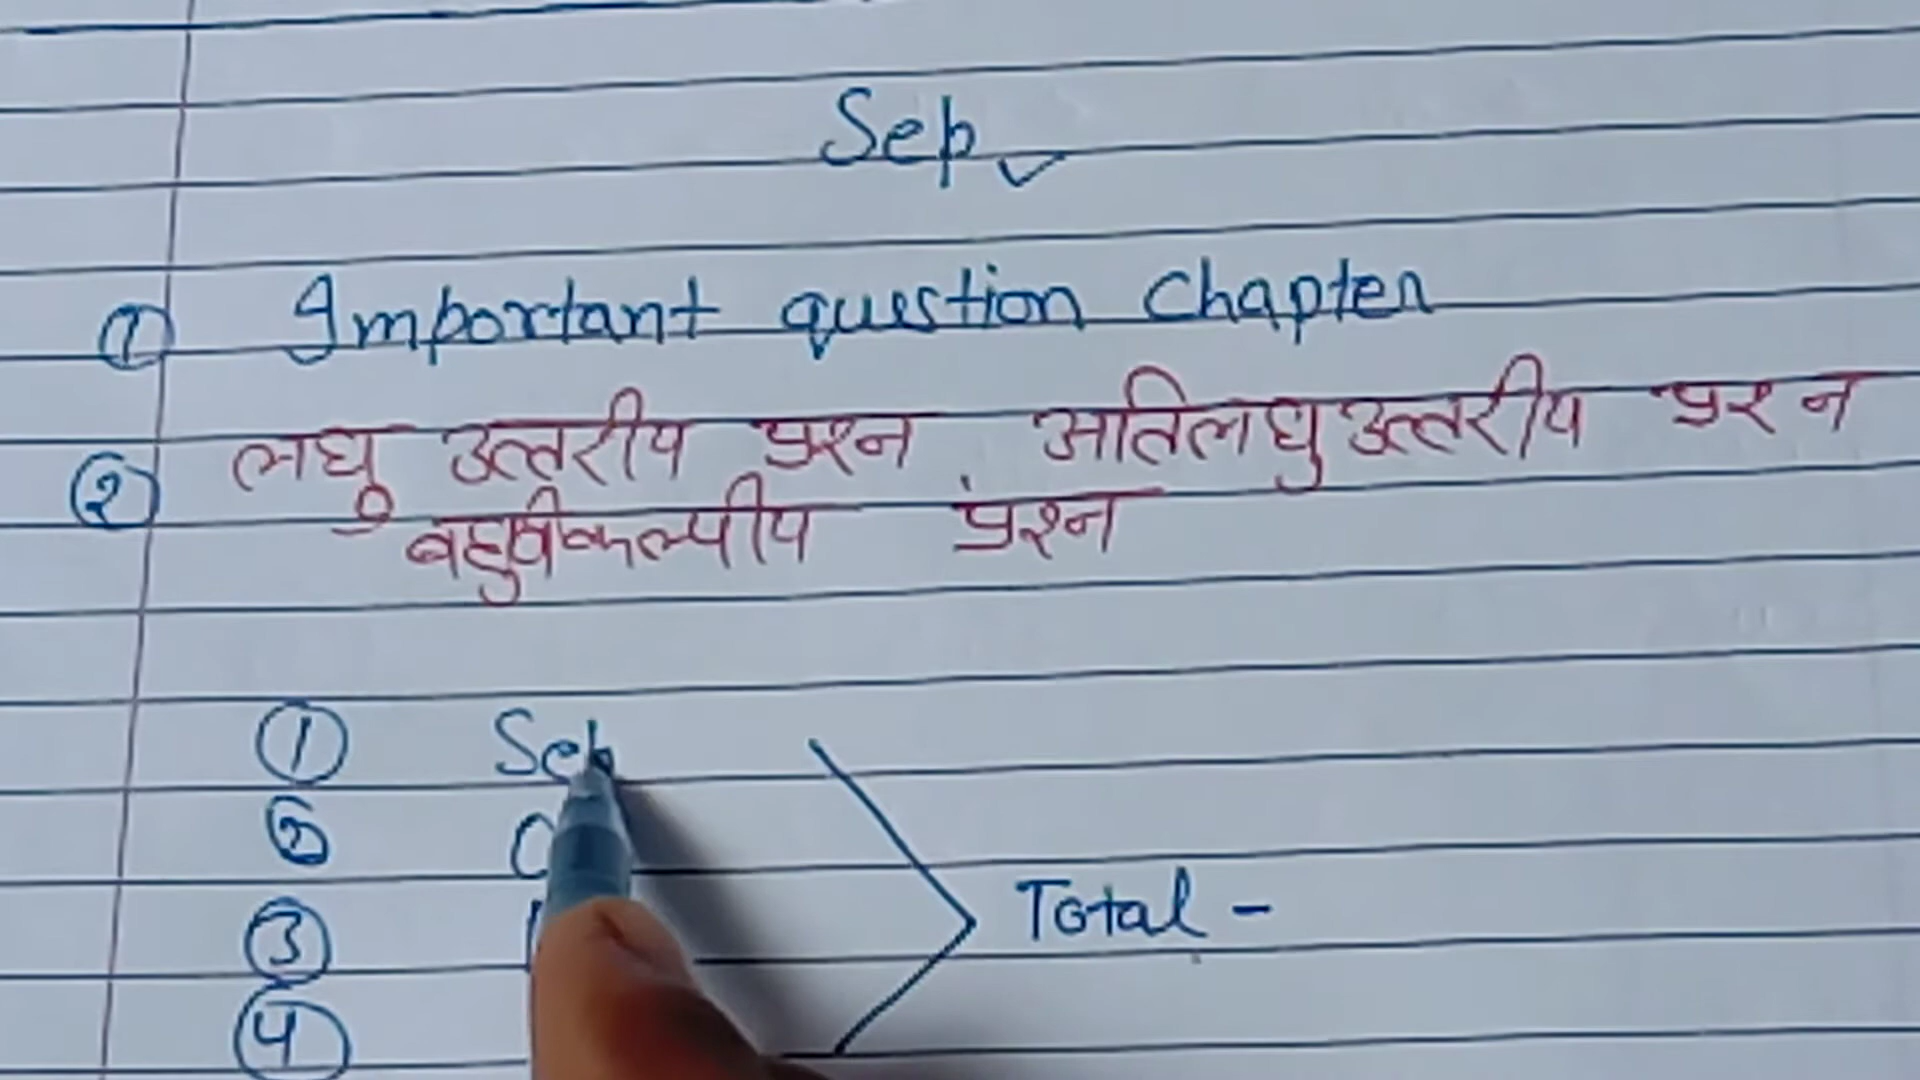 Sep
① Important question chapter
② लघु उत्तरीय प्रश्न अतिलघु उत्तरीय प्रश्न
बहुवीकल्पीय प्रश्न
① Sep
②
③
Total -
④